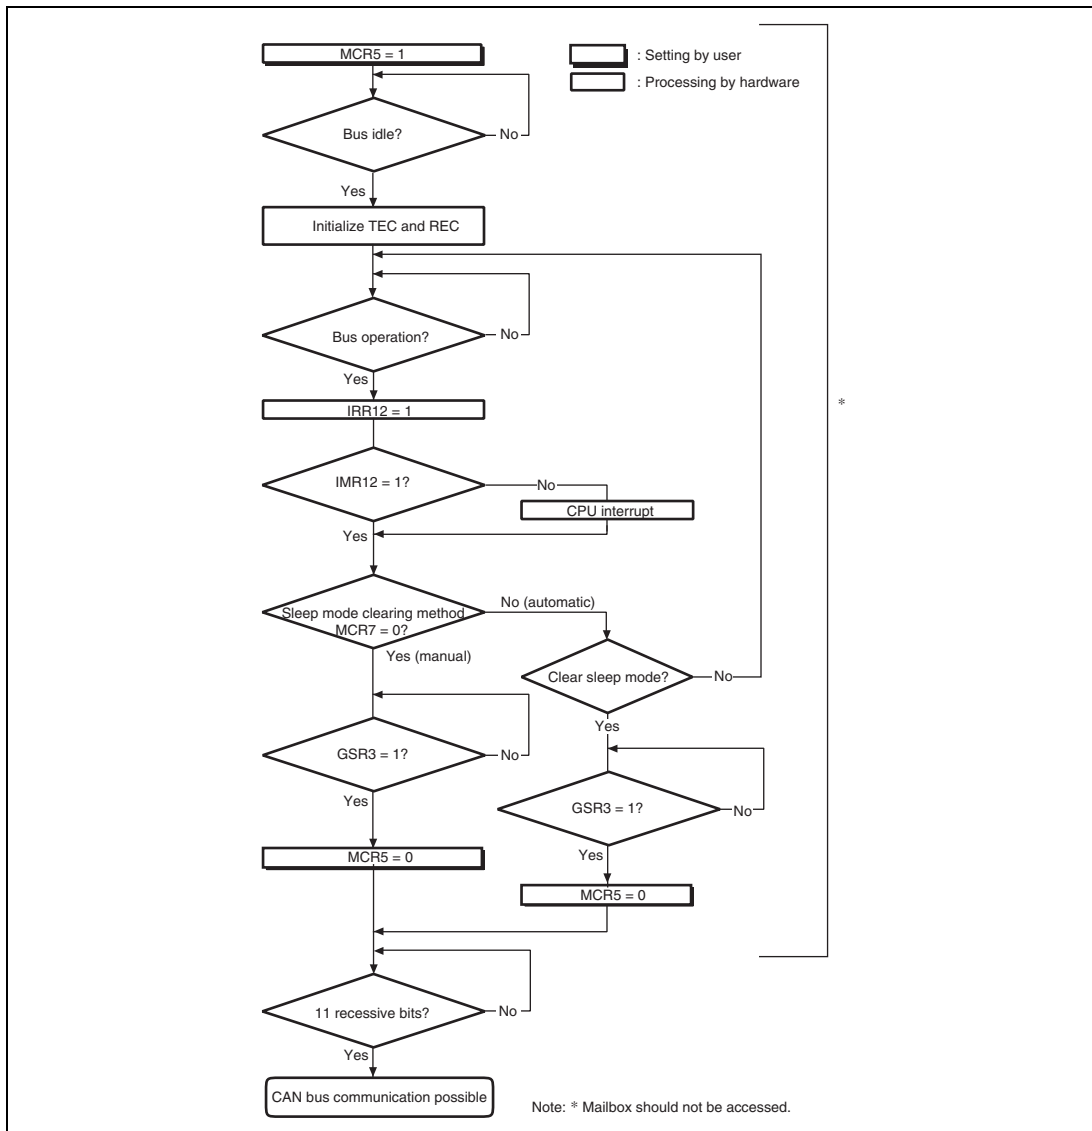 MCR5 = 1
: Setting by user
: Processing by hardware
Bus idle?
No
Yes
Initialize TEC and REC
Bus operation?
No
Yes
IRR12 = 1
*
IMR12 = 1?
No
CPU interrupt
Yes
Sleep mode clearing method
MCR7 = 0?
No (automatic)
Yes (manual)
Clear sleep mode?
No
Yes
GSR3 = 1?
No
Yes
GSR3 = 1?
No
Yes
MCR5 = 0
MCR5 = 0
11 recessive bits?
No
Yes
CAN bus communication possible
Note: * Mailbox should not be accessed.